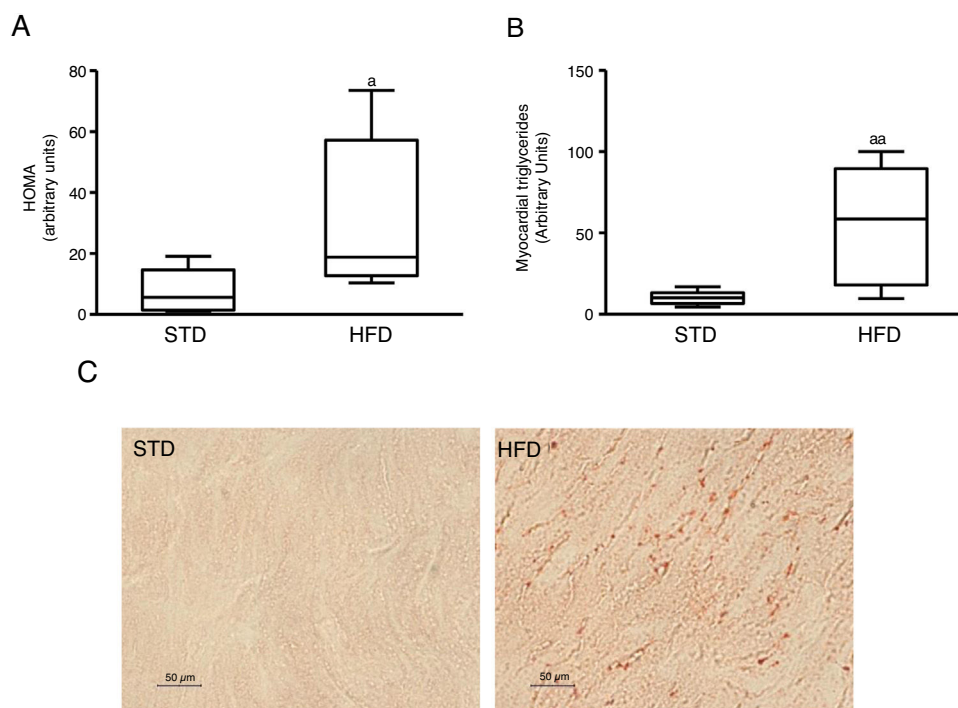 A
HOMA
(arbitrary units)
80
60
40
20
0
a
STD
HFD
B
Myocardial triglycerides
(Arbitrary Units)
150
100
50
0
aa
STD
HFD
C
STD
50 µm
HFD
50 µm